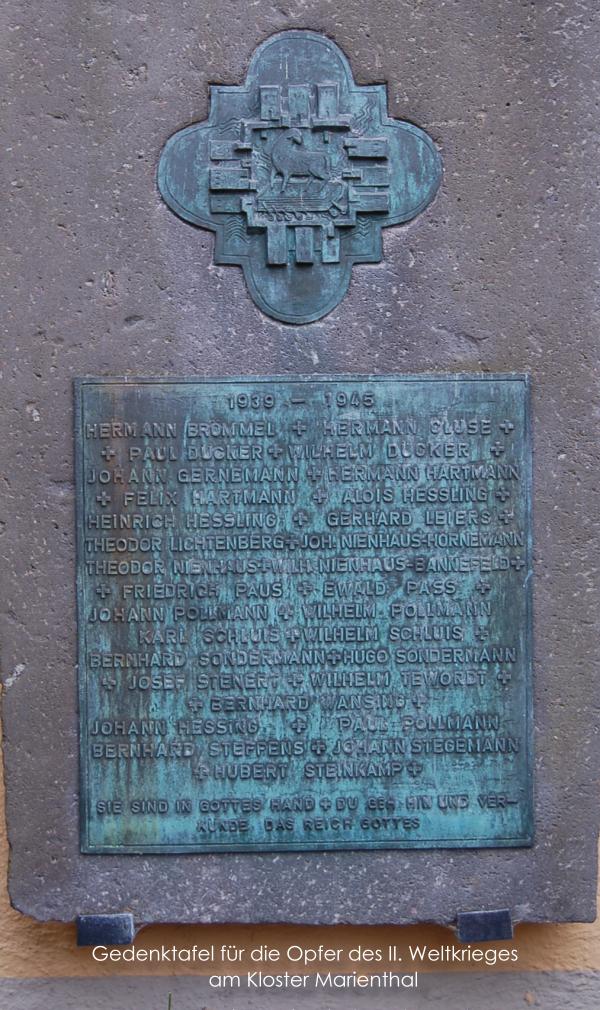 1939 — 1945
HERMANN BRÖMMEL + HERMANN CLUSE +
+ PAUL DÜCKER + WILHELM DÜCKER +
JOHANN GERNEMANN + HERMANN HARTMANN
+ FELIX HARTMANN + ALOIS HESSLING +
HEINRICH HESSLING + GERHARD LEIERS +
THEODOR LICHTENBERG + JOH. NIENHAUS-HORNEMANN
THEODOR NIENHAUS + WILH. NIENHAUS-BANNEFELD +
+ FRIEDRICH PAUS + EWALD PASS +
JOHANN POLLMANN + WILHELM POLLMANN
KARL SCHLUIS + WILHELM SCHLUIS +
BERNHARD SONDERMANN + HUGO SONDERMANN
+ JOSEF STENERT + WILHELM TEWORDT +
+ BERNHARD WANSING +
JOHANN HESSING + PAUL POLLMANN
BERNHARD STEFFENS + JOHANN STEGEMANN
+ HUBERT STEINKAMP +
SIE SIND IN GOTTES HAND + DU GEH HIN UND VER-
KÜNDE DAS REICH GOTTES
Gedenktafel für die Opfer des II. Weltkrieges
am Kloster Marienthal